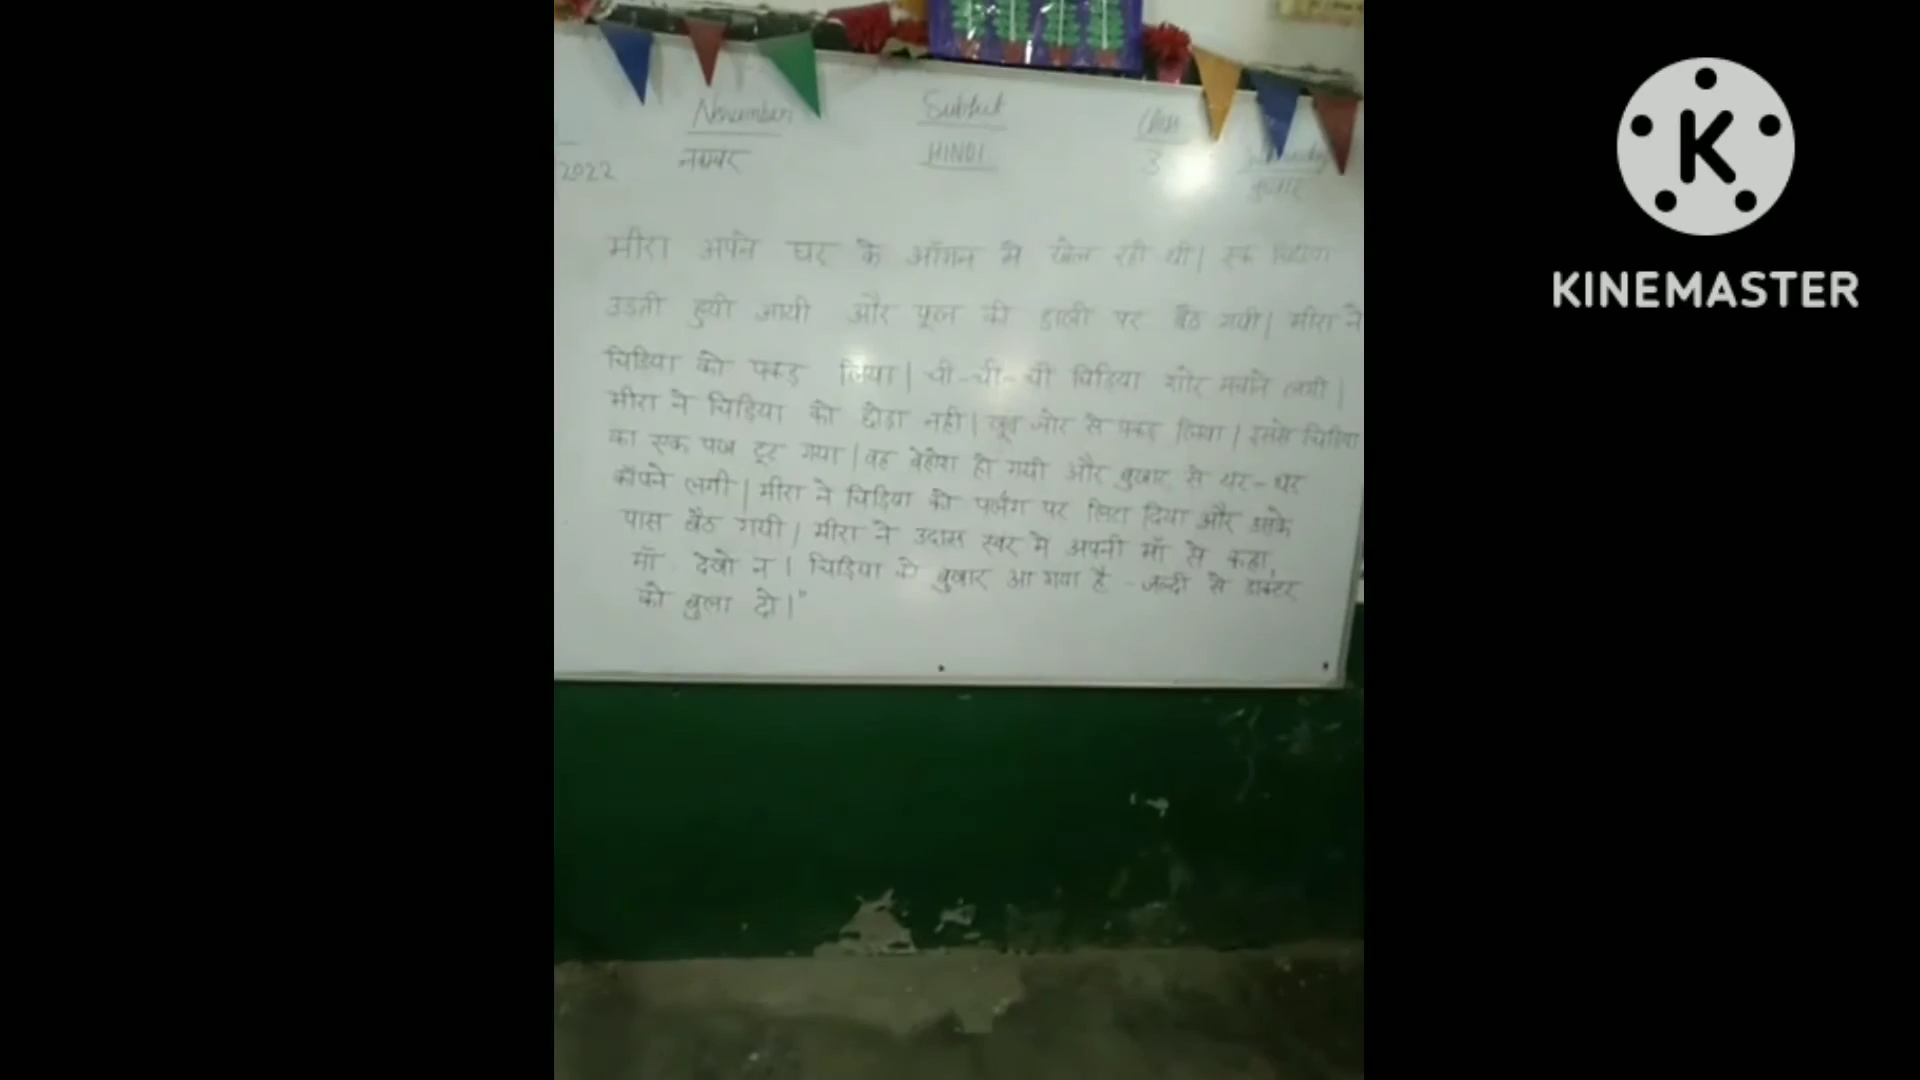 November Subject Class
नवम्बर HINDI 3
2022 बुधवार
मीरा अपने घर के आँगन मे खेल रही थी। एक चिडिया
उडती हुयी आयी और फूल की डाली पर बैठ गयी। मीरा ने
चिडिया को पकड लिया। ची-ची-ची चिडिया शोर मचाने लगी।
मीरा ने चिडिया को छोडा नही। खूब जोर से पकड लिया। इससे चिडिया
का एक पंख टूट गया। वह बेहोश हो गयी और बुखार से थर-थर
काँपने लगी। मीरा ने चिडिया को पलंग पर लिटा दिया और उसके
पास बैठ गयी। मीरा ने उदास स्वर मे अपनी माँ से कहा,
माँ देखो न। चिडिया को बुखार आ गया है - जल्दी से डाक्टर
को बुला दो।"
K
KINEMASTER